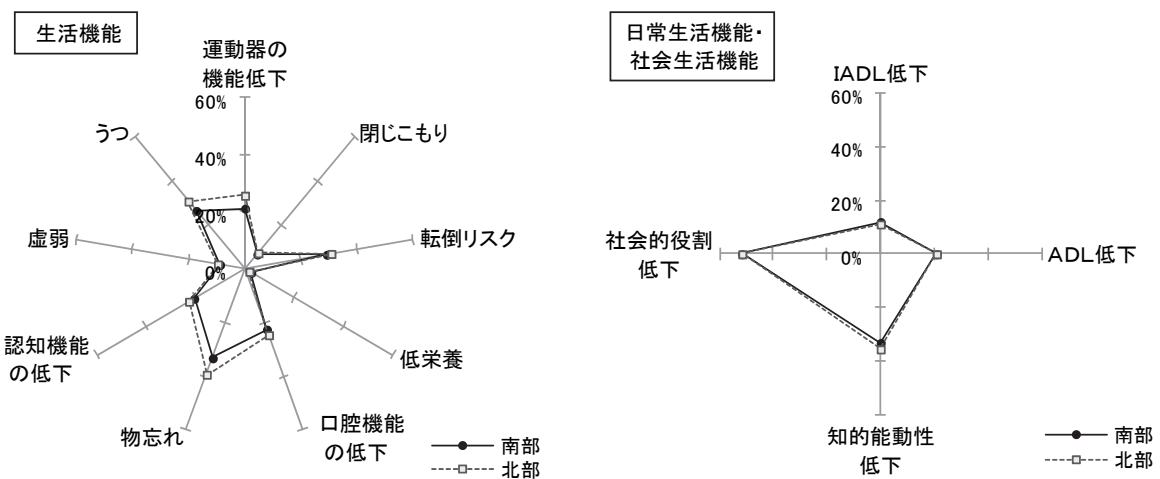 生活機能
運動器の
機能低下
60%
40%
20%
0%
閉じこもり
転倒リスク
低栄養
口腔機能
の低下
物忘れ
認知機能
の低下
虚弱
うつ
南部
北部
日常生活機能・
社会生活機能
IADL低下
60%
40%
20%
0%
ADL低下
知的能動性
低下
社会的役割
低下
南部
北部